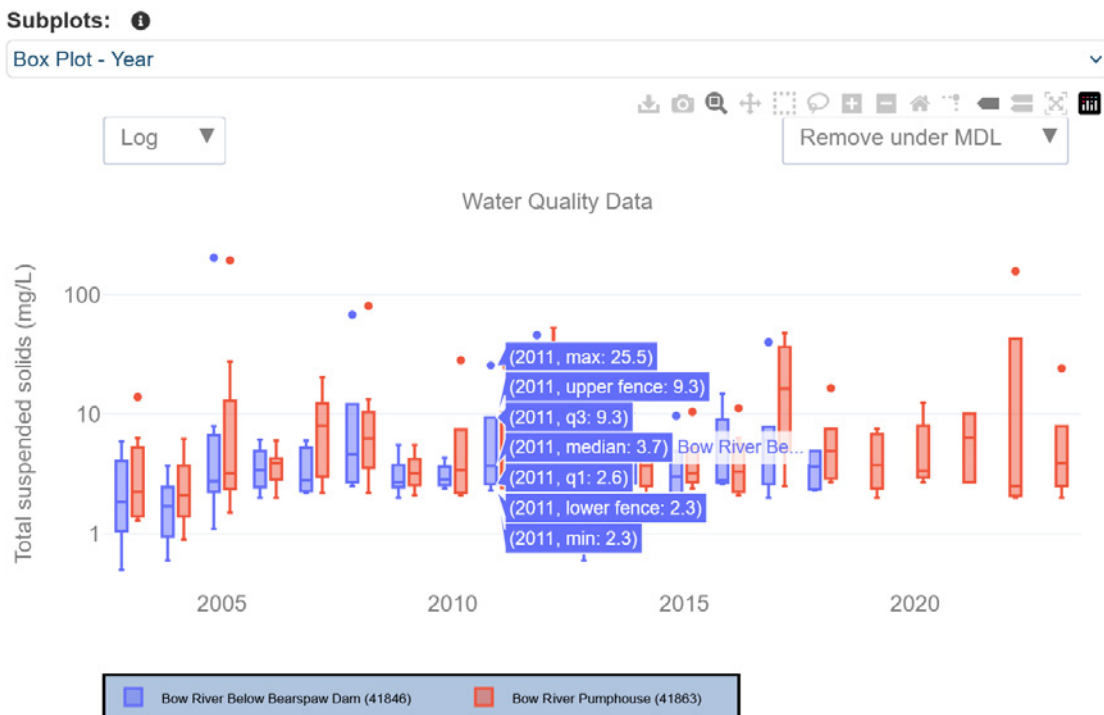 Subplots:
Box Plot - Year
Log
Remove under MDL
Water Quality Data
Total suspended solids (mg/L)
100
10
1
(2011, max: 25.5)
(2011, upper fence: 9.3)
(2011, q3: 9.3)
(2011, median: 3.7) Bow River Be...
(2011, q1: 2.6)
(2011, lower fence: 2.3)
(2011, min: 2.3)
2005 2010 2015 2020
Bow River Below Bearspaw Dam (41846) Bow River Pumphouse (41863)